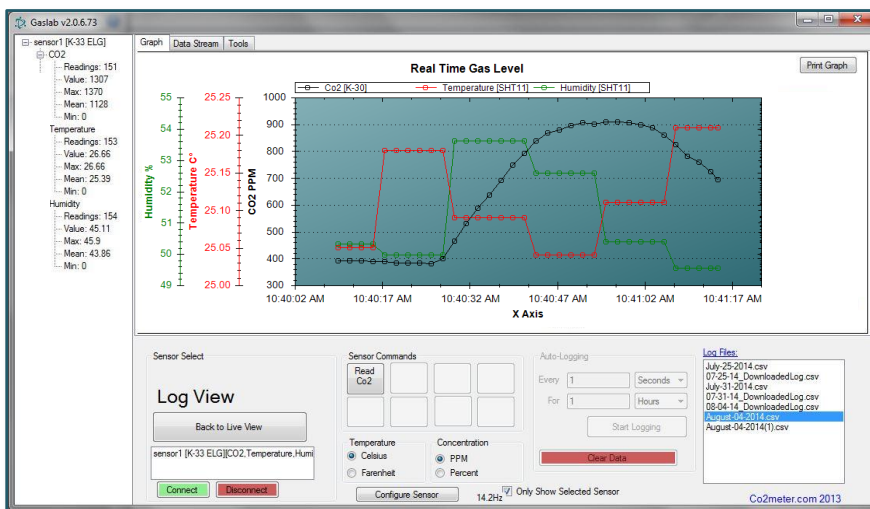 Gaslab v2.0.6.73
sensor1 [K-33 ELG]
CO2
Readings: 151
Value: 1307
Max: 1370
Mean: 1128
Min: 0
Temperature
Readings: 153
Value: 26.66
Max: 26.66
Mean: 25.39
Min: 0
Humidity
Readings: 154
Value: 45.11
Max: 45.9
Mean: 43.86
Min: 0
Graph Data Stream Tools
Real Time Gas Level
Print Graph
Co2 [K-30] Temperature [SHT11] Humidity [SHT11]
Humidity %
55
54
53
52
51
50
49
Temperature C°
25.25
25.20
25.15
25.10
25.05
25.00
CO2 PPM
1000
900
800
700
600
500
400
300
10:40:02 AM 10:40:17 AM 10:40:32 AM 10:40:47 AM 10:41:02 AM 10:41:17 AM
X Axis
Sensor Select
Log View
Back to Live View
sensor1 [K-33 ELG][CO2,Temperature,Humi
Connect Disconnect
Sensor Commands
Read
Co2
Temperature
Celsius
Farenheit
Concentration
PPM
Percent
Configure Sensor
14.2Hz
Only Show Selected Sensor
Auto-Logging
Every 1 Seconds
For 1 Hours
Start Logging
Clear Data
Log Files:
July-25-2014.csv
07-25-14_DownloadedLog.csv
July-31-2014.csv
07-31-14_DownloadedLog.csv
08-04-14_DownloadedLog.csv
August-04-2014.csv
August-04-2014(1).csv
Co2meter.com 2013